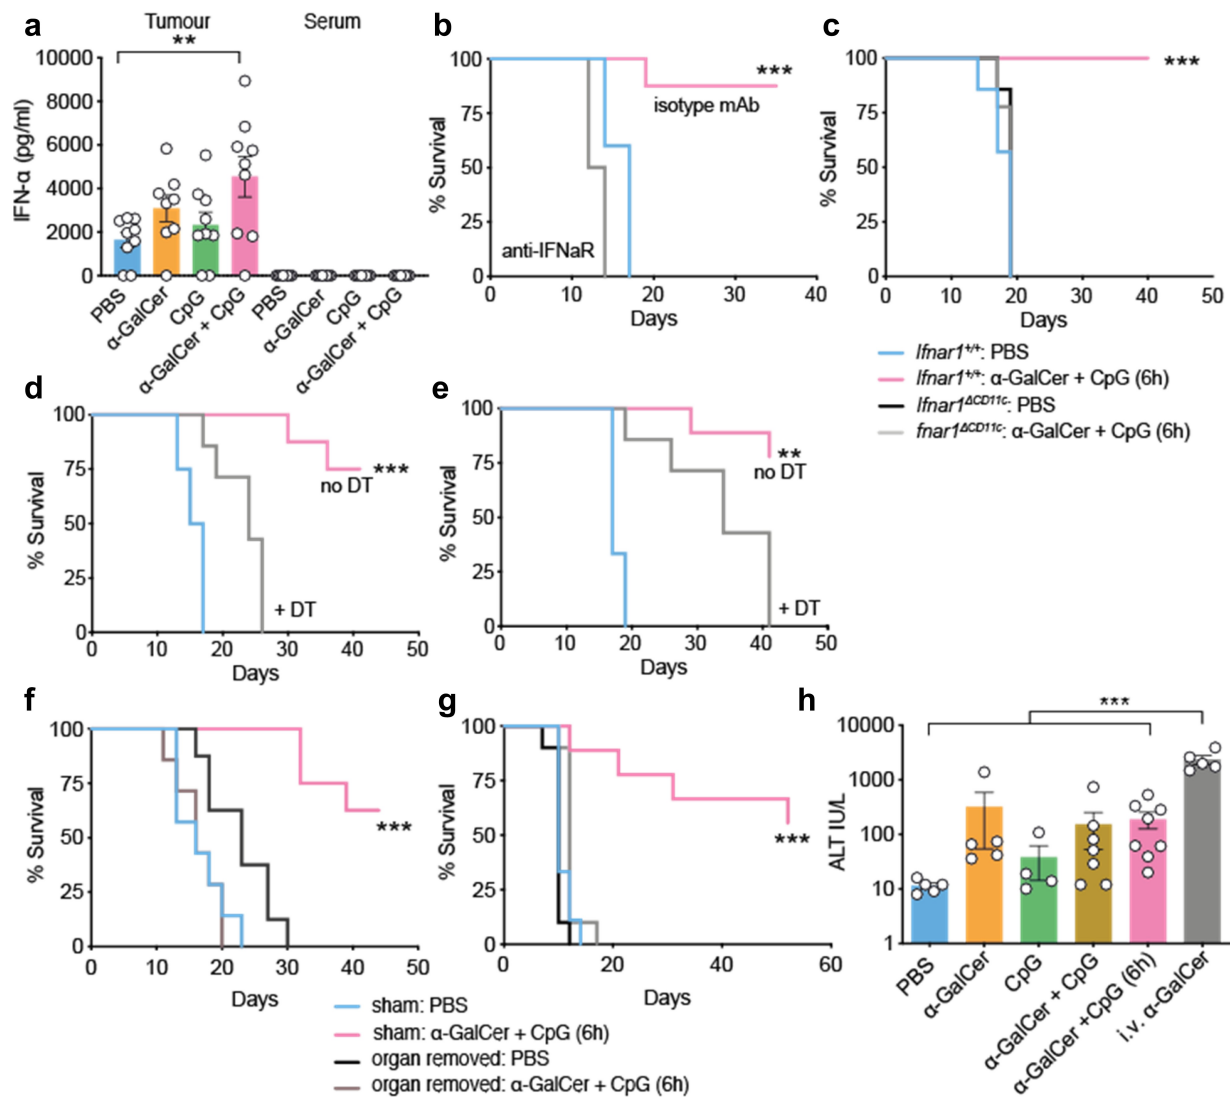 a
Tumour
Serum
**
IFN-α (pg/ml)
10000
8000
6000
4000
2000
0
PBS
α-GalCer
CpG
α-GalCer + CpG
PBS
α-GalCer
CpG
α-GalCer + CpG
b
% Survival
100
75
50
25
0
***
isotype mAb
anti-IFNaR
0 10 20 30 40
Days
c
% Survival
100
75
50
25
0
***
0 10 20 30 40 50
Days
Ifnar1+/+: PBS
Ifnar1+/+: α-GalCer + CpG (6h)
Ifnar1ΔCD11c: PBS
fnar1ΔCD11c: α-GalCer + CpG (6h)
d
% Survival
100
75
50
25
0
***
no DT
+ DT
0 10 20 30 40 50
Days
e
% Survival
100
75
50
25
0
**
no DT
+ DT
0 10 20 30 40 50
Days
f
% Survival
100
75
50
25
0
***
0 10 20 30 40 50
Days
g
% Survival
100
75
50
25
0
***
0 20 40 60
Days
sham: PBS
sham: α-GalCer + CpG (6h)
organ removed: PBS
organ removed: α-GalCer + CpG (6h)
h
***
ALT IU/L
10000
1000
100
10
1
PBS
α-GalCer
CpG
α-GalCer + CpG
α-GalCer +CpG (6h)
i.v. α-GalCer